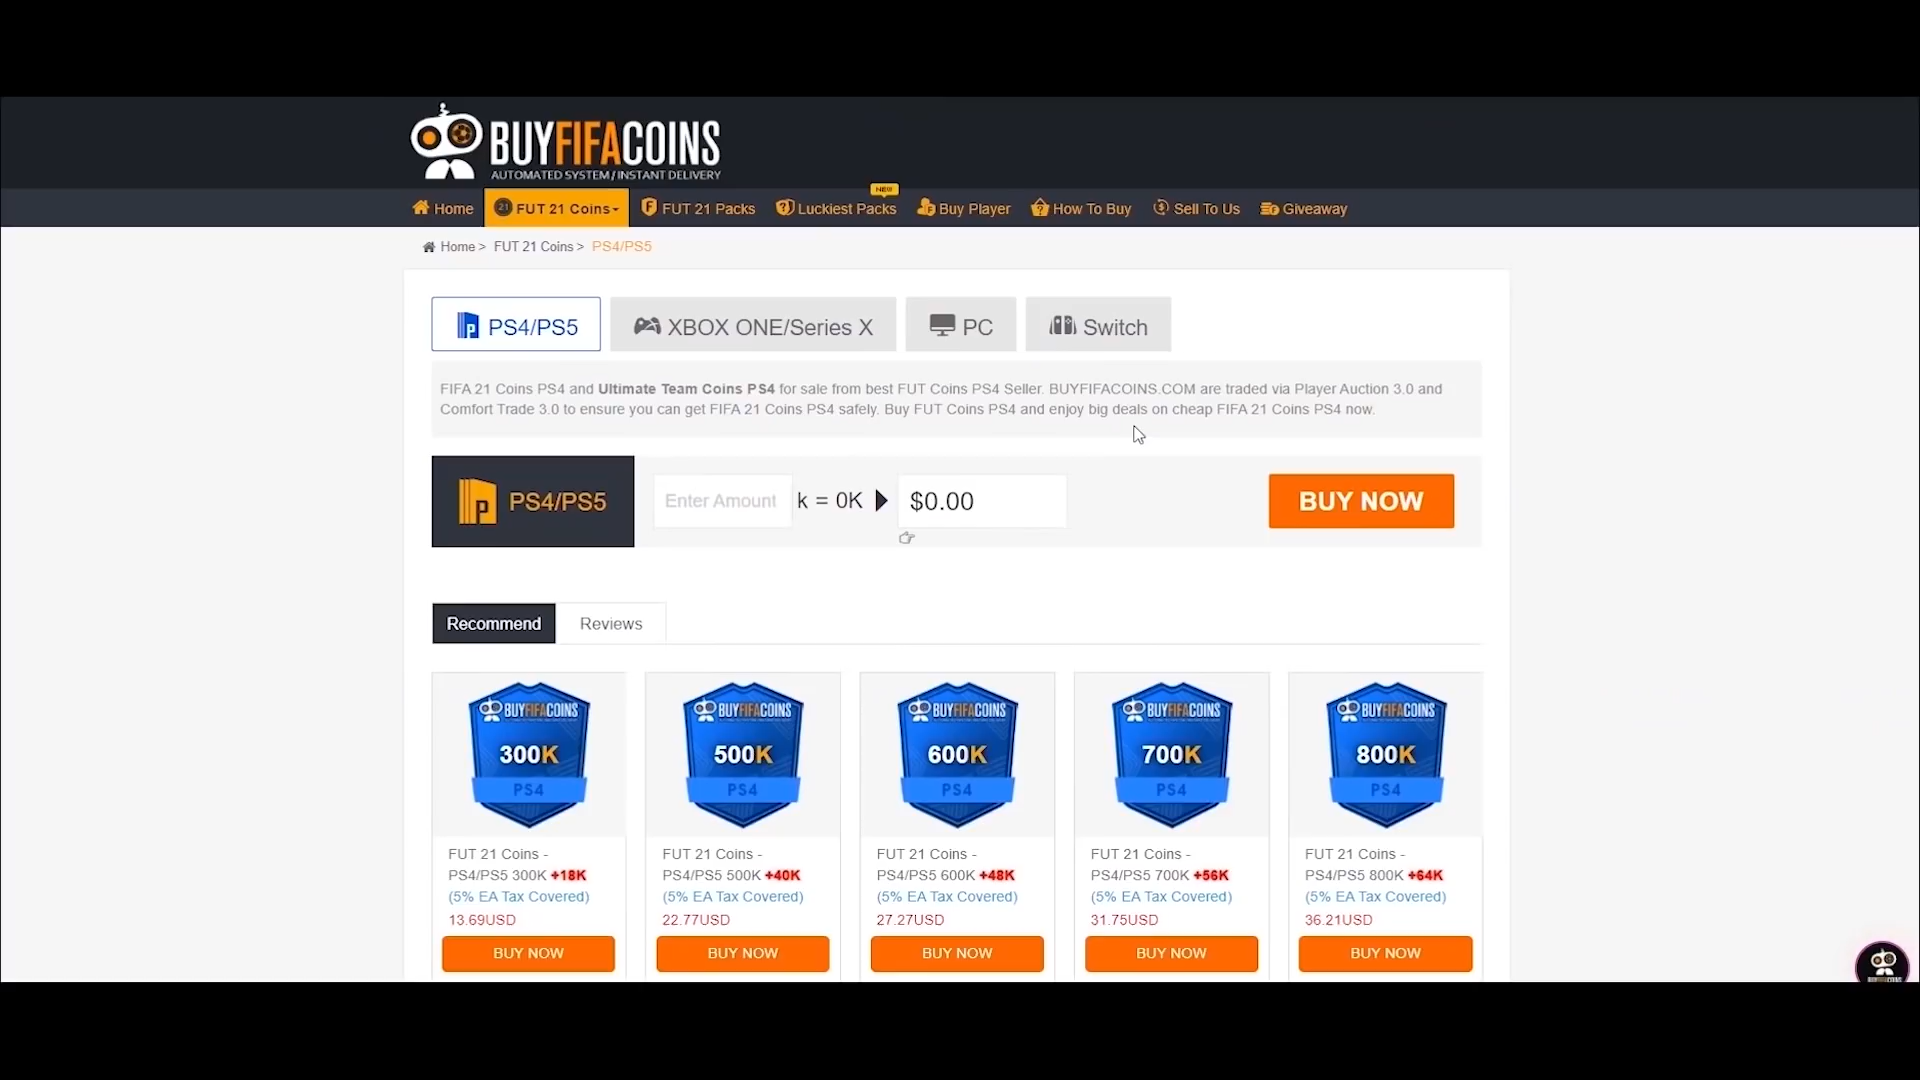 BUYFIFACOINS
AUTOMATED SYSTEM / INSTANT DELIVERY
NEW
Home
21 FUT 21 Coins
FUT 21 Packs
Luckiest Packs
Buy Player
How To Buy
Sell To Us
Giveaway
Home > FUT 21 Coins > PS4/PS5
PS4/PS5
XBOX ONE/Series X
PC
Switch
FIFA 21 Coins PS4 and Ultimate Team Coins PS4 for sale from best FUT Coins PS4 Seller. BUYFIFACOINS.COM are traded via Player Auction 3.0 and
Comfort Trade 3.0 to ensure you can get FIFA 21 Coins PS4 safely. Buy FUT Coins PS4 and enjoy big deals on cheap FIFA 21 Coins PS4 now.
PS4/PS5
Enter Amount k = 0K $0.00
BUY NOW
Recommend
Reviews
BUYFIFACOINS
300K
PS4
FUT 21 Coins -
PS4/PS5 300K +18K
(5% EA Tax Covered)
13.69USD
BUY NOW
BUYFIFACOINS
500K
PS4
FUT 21 Coins -
PS4/PS5 500K +40K
(5% EA Tax Covered)
22.77USD
BUY NOW
BUYFIFACOINS
600K
PS4
FUT 21 Coins -
PS4/PS5 600K +48K
(5% EA Tax Covered)
27.27USD
BUY NOW
BUYFIFACOINS
700K
PS4
FUT 21 Coins -
PS4/PS5 700K +56K
(5% EA Tax Covered)
31.75USD
BUY NOW
BUYFIFACOINS
800K
PS4
FUT 21 Coins -
PS4/PS5 800K +64K
(5% EA Tax Covered)
36.21USD
BUY NOW